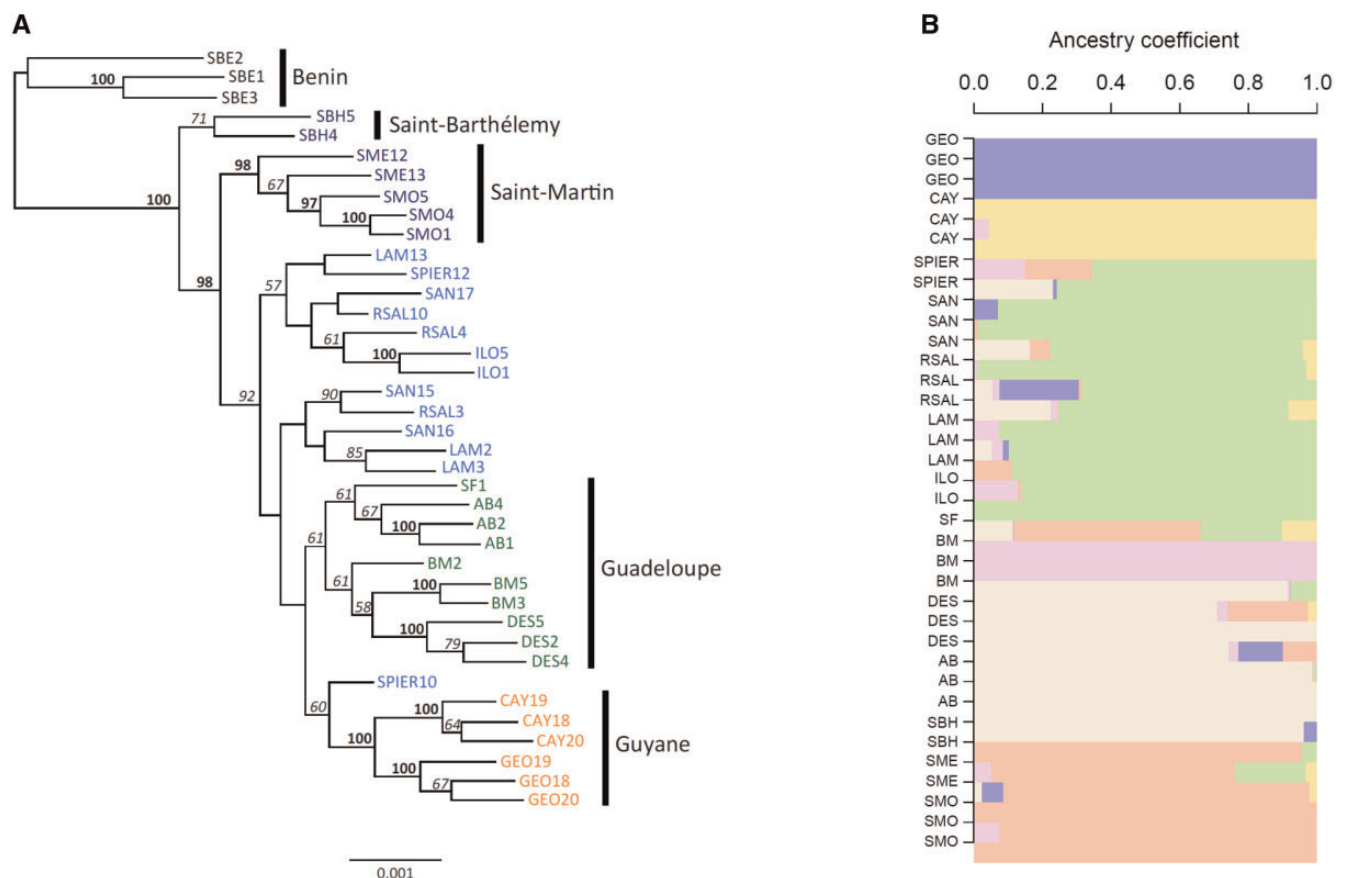 A
SBE2
100
SBE1
SBE3
Benin
71
SBH5
SBH4
Saint-Barthélemy
98
SME12
67
SME13
97
SMO5
100
SMO4
SMO1
Saint-Martin
100
98
57
LAM13
SPIER12
SAN17
RSAL10
61
RSAL4
100
ILO5
ILO1
92
90
SAN15
RSAL3
SAN16
85
LAM2
LAM3
61
61
SF1
67
AB4
100
AB2
AB1
61
BM2
58
100
BM5
BM3
100
DES5
79
DES2
DES4
Guadeloupe
60
SPIER10
100
100
CAY19
64
CAY18
CAY20
100
GEO19
67
GEO18
GEO20
Guyane
0.001
B
Ancestry coefficient
0.0 0.2 0.4 0.6 0.8 1.0
GEO
GEO
GEO
CAY
CAY
CAY
SPIER
SPIER
SAN
SAN
SAN
RSAL
RSAL
RSAL
LAM
LAM
LAM
ILO
ILO
SF
BM
BM
BM
DES
DES
DES
AB
AB
AB
SBH
SBH
SME
SME
SMO
SMO
SMO